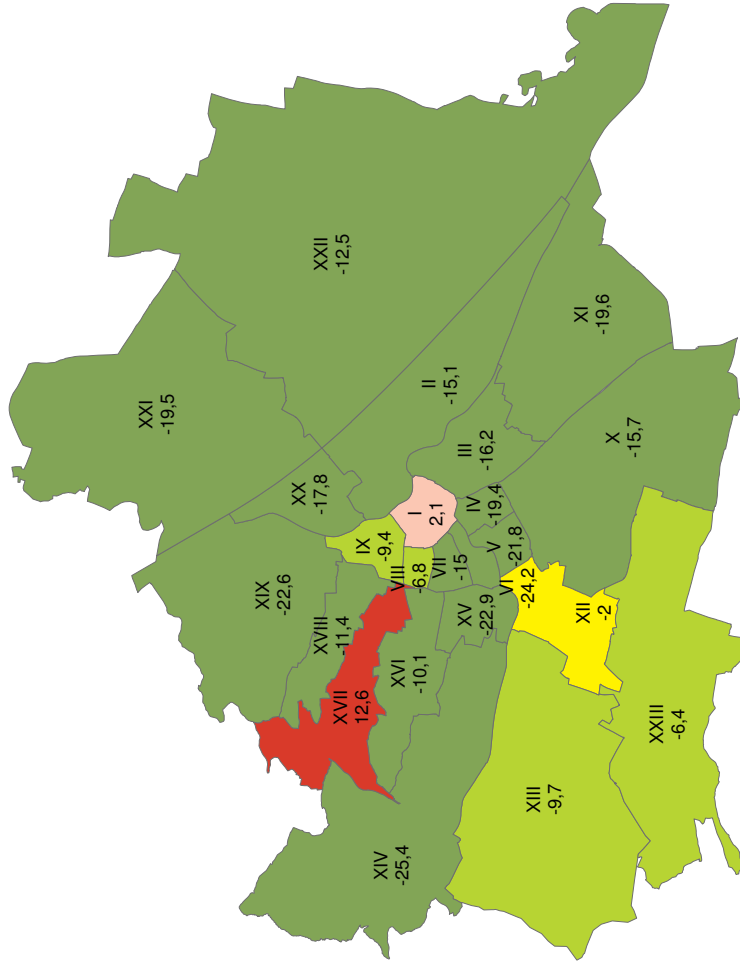 XXI
-19,5
XXII
-12,5
XX
-17,8
XIX
-22,6
II
-15,1
XI
-19,6
III
-16,2
X
-15,7
I
2,1
IX
-9,4
IV
-19,4
V
-21,8
VII
-15
VIII
-6,8
VI
-24,2
XV
-22,9
XVIII
-11,4
XVI
-10,1
XVII
12,6
XII
-2
XIV
-25,4
XIII
-9,7
XXIII
-6,4